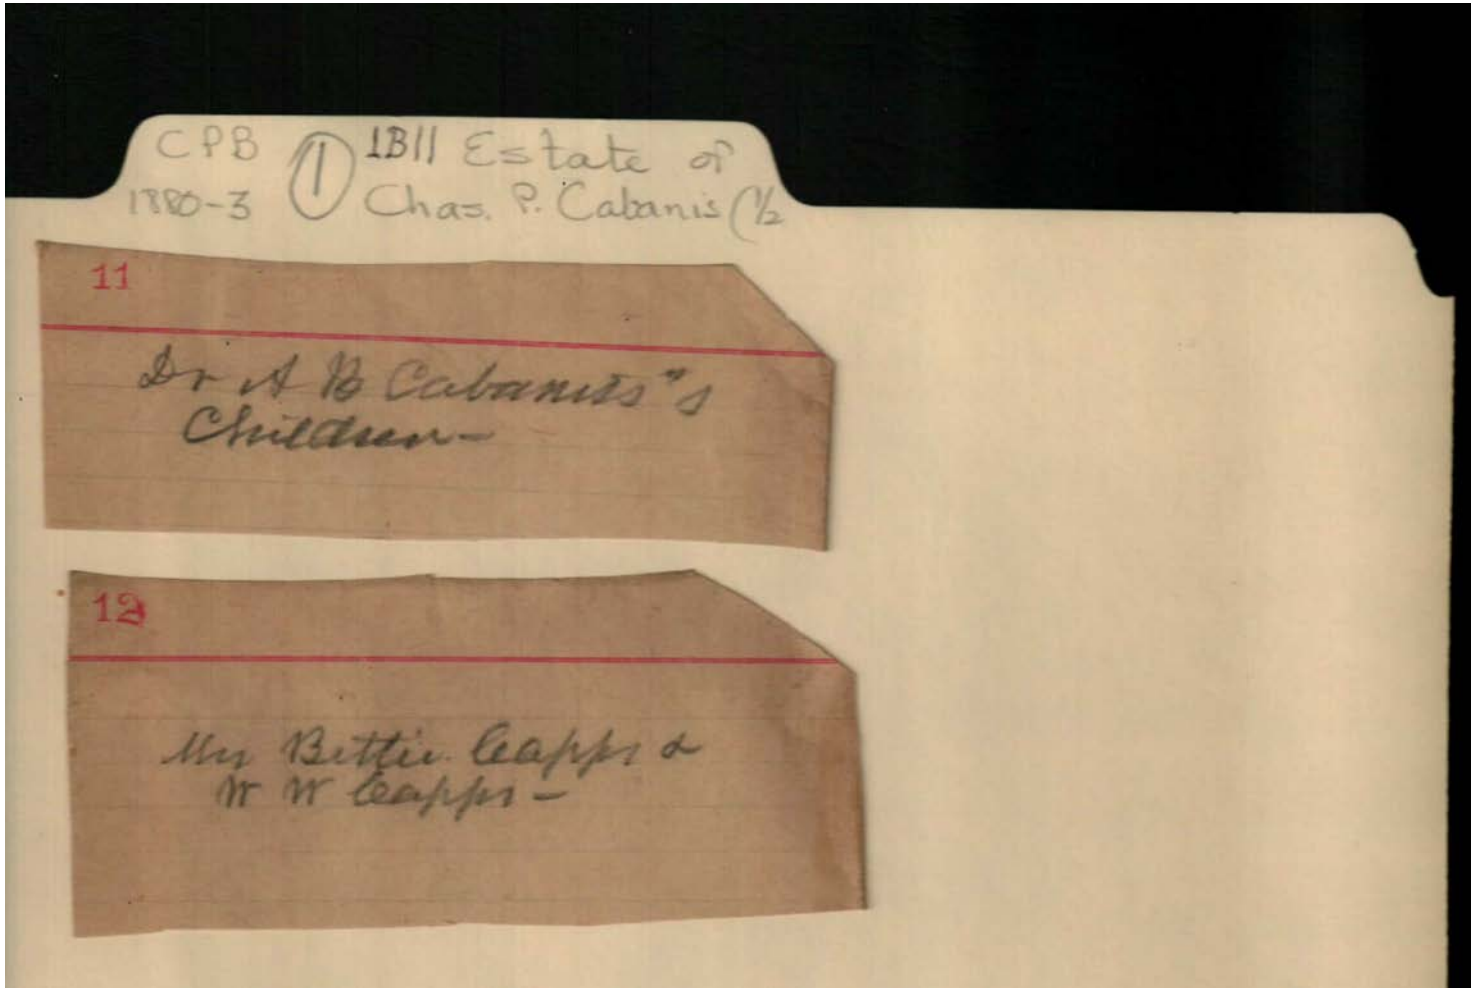 CPB ① 1B11 Estate of
1880-3 Chas. P. Cabanis (1/2
11
Dr A B Cabaniss"s
Children-
12
Mrs Bettie Capps &
W W Capps -